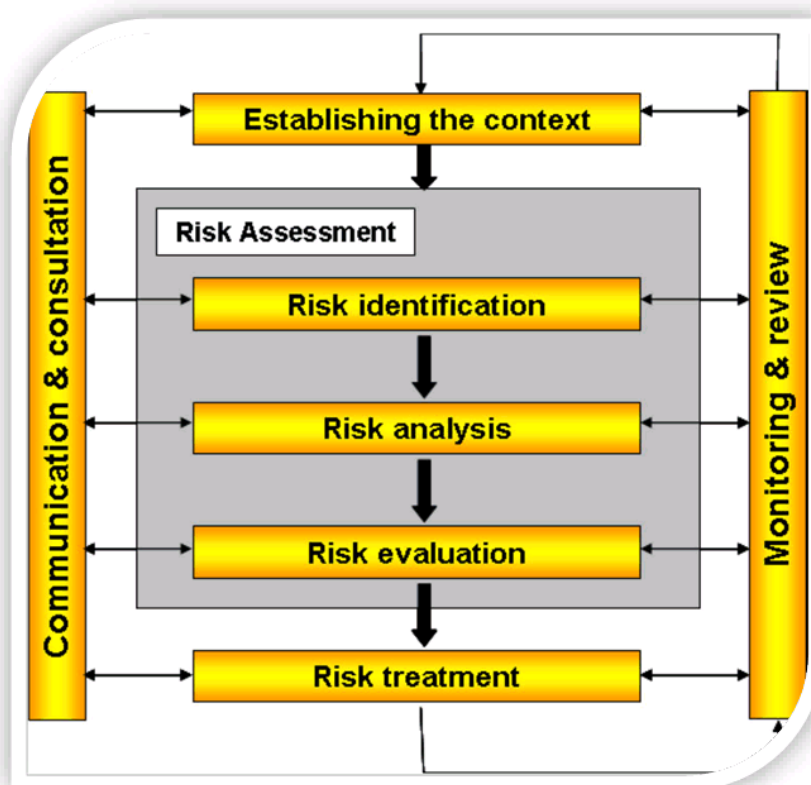 Establishing the context
Risk Assessment
Risk identification
Risk analysis
Risk evaluation
Risk treatment
Communication & consultation
Monitoring & review